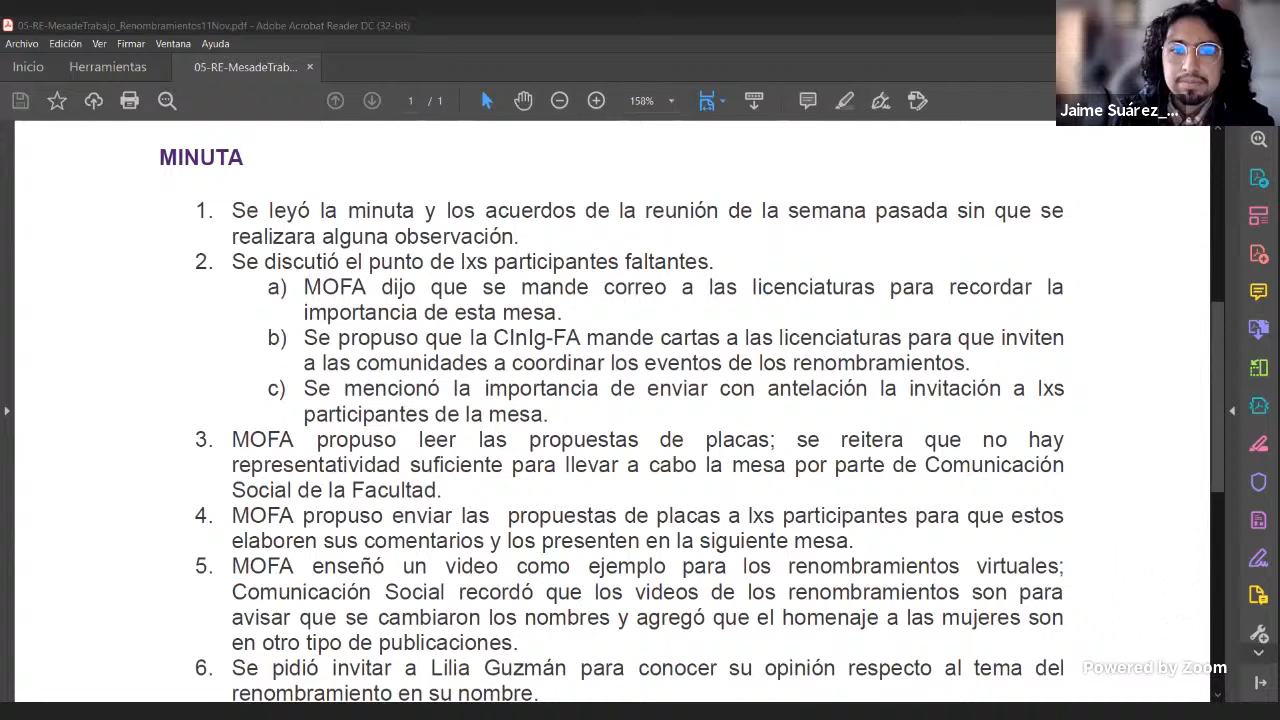 05-RE-MesadeTrabajo_Renombramientos11Nov.pdf - Adobe Acrobat Reader DC (32-bit)
Archivo Edición Ver Firmar Ventana Ayuda
Inicio Herramientas 05-RE-MesadeTrab... ×
1 / 1 158%
Jaime Suárez_...
MINUTA
1. Se leyó la minuta y los acuerdos de la reunión de la semana pasada sin que se
realizara alguna observación.
2. Se discutió el punto de lxs participantes faltantes.
a) MOFA dijo que se mande correo a las licenciaturas para recordar la
importancia de esta mesa.
b) Se propuso que la CInIg-FA mande cartas a las licenciaturas para que inviten
a las comunidades a coordinar los eventos de los renombramientos.
c) Se mencionó la importancia de enviar con antelación la invitación a lxs
participantes de la mesa.
3. MOFA propuso leer las propuestas de placas; se reitera que no hay
representatividad suficiente para llevar a cabo la mesa por parte de Comunicación
Social de la Facultad.
4. MOFA propuso enviar las propuestas de placas a lxs participantes para que estos
elaboren sus comentarios y los presenten en la siguiente mesa.
5. MOFA enseñó un video como ejemplo para los renombramientos virtuales;
Comunicación Social recordó que los videos de los renombramientos son para
avisar que se cambiaron los nombres y agregó que el homenaje a las mujeres son
en otro tipo de publicaciones.
6. Se pidió invitar a Lilia Guzmán para conocer su opinión respecto al tema del
renombramiento en su nombre.
Powered by Zoom